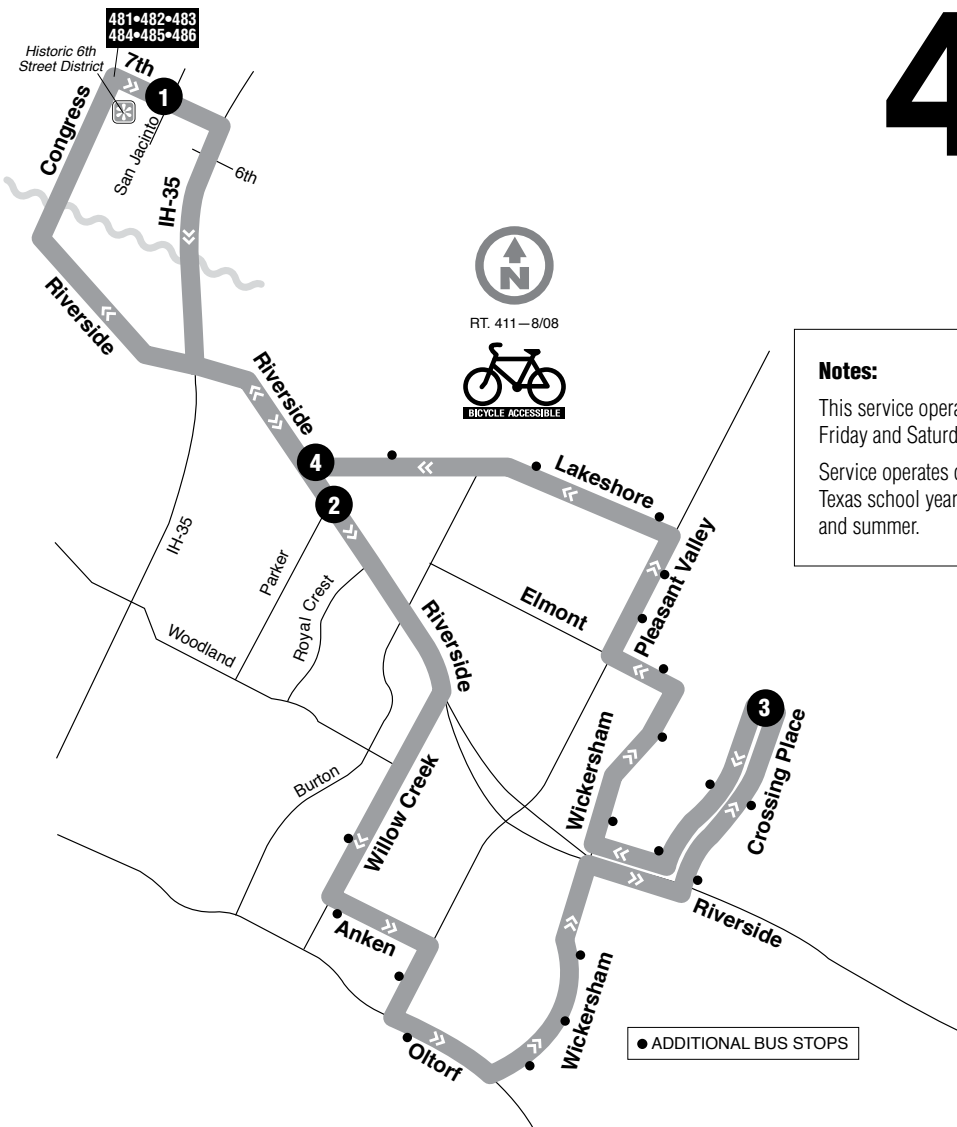 481•482•483
484•485•486
Historic 6th
Street District
7th
1
Congress
San Jacinto
6th
IH-35
Riverside
N
RT. 411—8/08
BICYCLE ACCESSIBLE
4
Notes:
This service opera
Friday and Saturd
Service operates o
Texas school year
and summer.
Riverside
4
2
Lakeshore
Pleasant Valley
IH-35
Parker
Royal Crest
Elmont
Riverside
Woodland
3
Crossing Place
Wickersham
Burton
Willow Creek
Riverside
Anken
Wickersham
Oltorf
● ADDITIONAL BUS STOPS